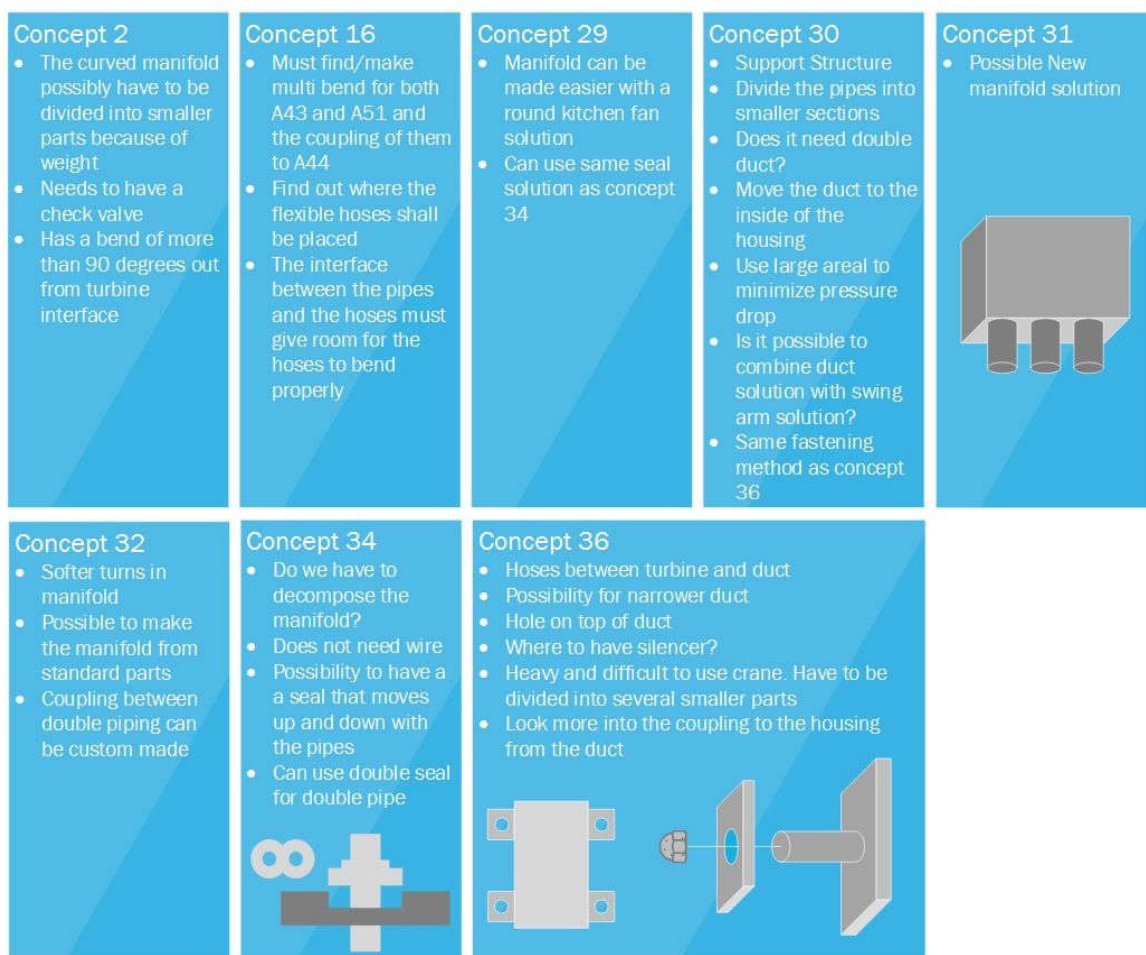 Concept 2
• The curved manifold
possibly have to be
divided into smaller
parts because of
weight
• Needs to have a
check valve
• Has a bend of more
than 90 degrees out
from turbine
interface
Concept 16
• Must find/make
multi bend for both
A43 and A51 and
the coupling of them
to A44
• Find out where the
flexible hoses shall
be placed
• The interface
between the pipes
and the hoses must
give room for the
hoses to bend
properly
Concept 29
• Manifold can be
made easier with a
round kitchen fan
solution
• Can use same seal
solution as concept
34
Concept 30
• Support Structure
• Divide the pipes into
smaller sections
• Does it need double
duct?
• Move the duct to the
inside of the
housing
• Use large areal to
minimize pressure
drop
• Is it possible to
combine duct
solution with swing
arm solution?
• Same fastening
method as concept
36
Concept 31
• Possible New
manifold solution
Concept 32
• Softer turns in
manifold
• Possible to make
the manifold from
standard parts
• Coupling between
double piping can
be custom made
Concept 34
• Do we have to
decompose the
manifold?
• Does not need wire
• Possibility to have a
a seal that moves
up and down with
the pipes
• Can use double seal
for double pipe
Concept 36
• Hoses between turbine and duct
• Possibility for narrower duct
• Hole on top of duct
• Where to have silencer?
• Heavy and difficult to use crane. Have to be
divided into several smaller parts
• Look more into the coupling to the housing
from the duct